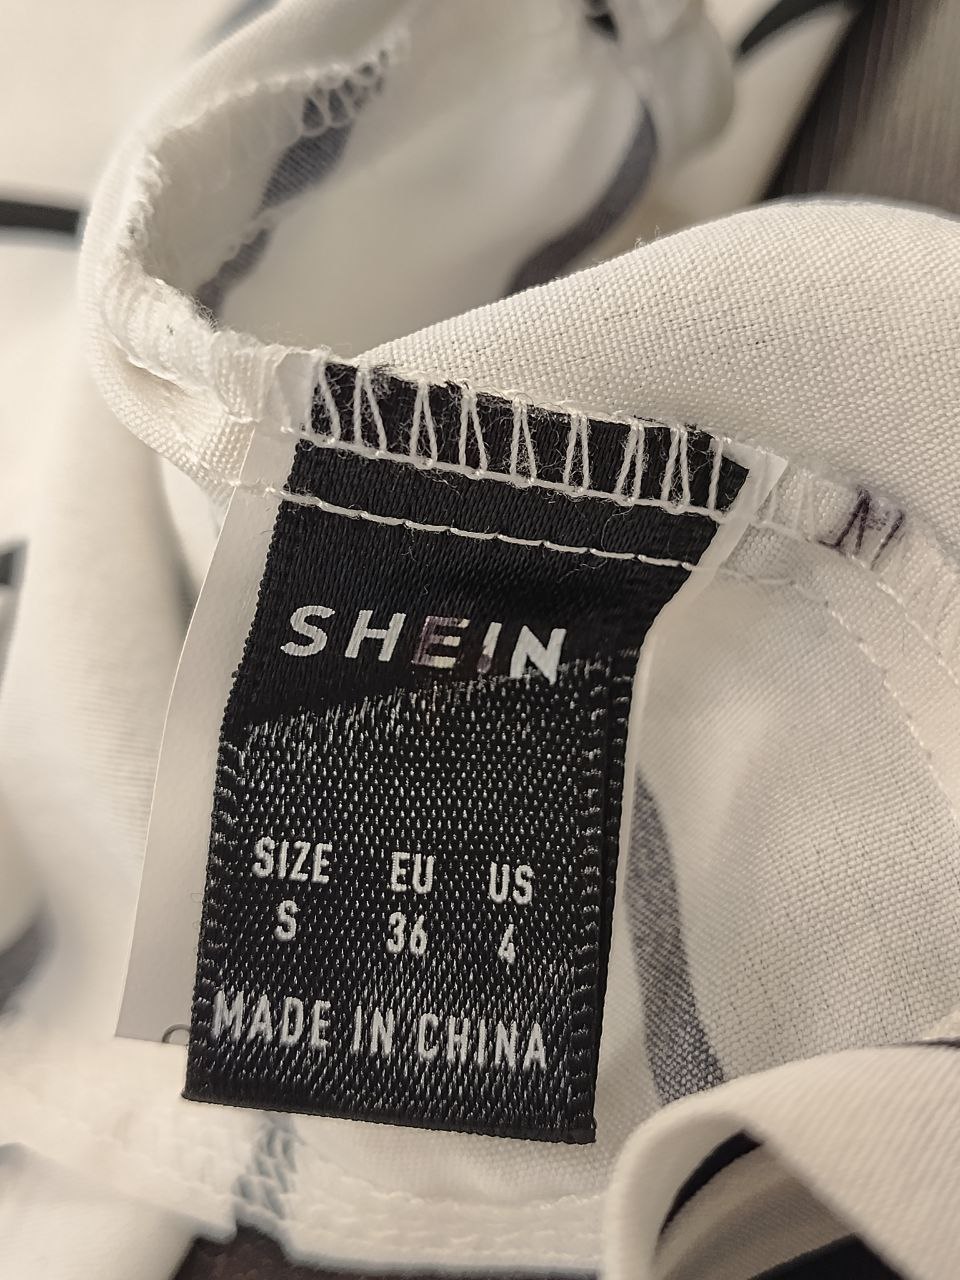 SHEIN
SIZE EU US
S 36 4
MADE IN CHINA